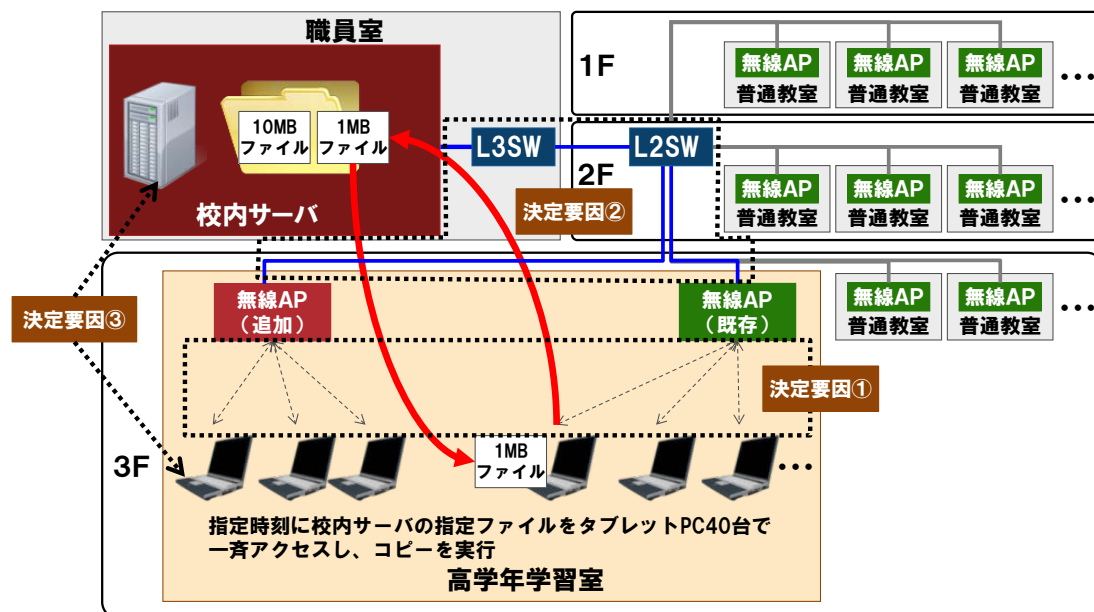 職員室
10MB
ファイル
1MB
ファイル
校内サーバ
L3SW
L2SW
決定要因②
1F
無線AP
普通教室
無線AP
普通教室
無線AP
普通教室
•••
2F
無線AP
普通教室
無線AP
普通教室
無線AP
普通教室
•••
決定要因③
無線AP
(追加)
無線AP
(既存)
無線AP
普通教室
無線AP
普通教室
•••
決定要因①
3F
1MB
ファイル
•••
指定時刻に校内サーバの指定ファイルをタブレットPC40台で
一斉アクセスし、コピーを実行
高学年学習室